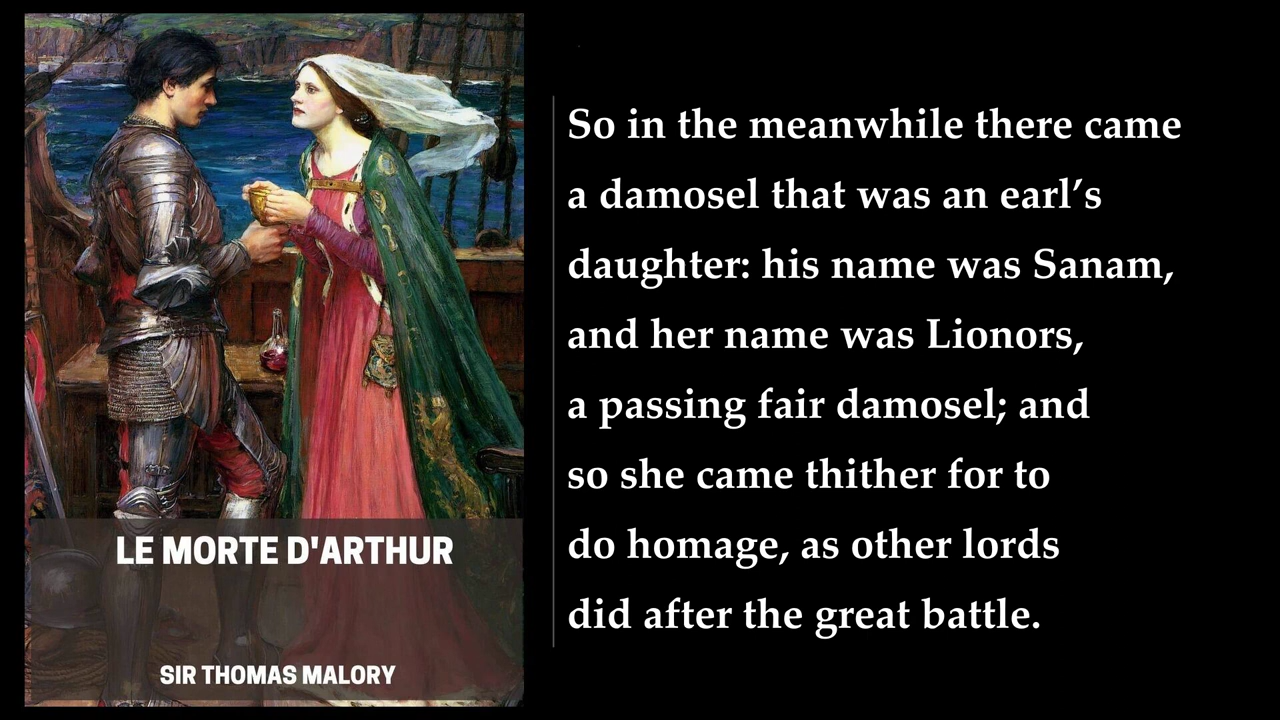 LE MORTE D'ARTHUR
SIR THOMAS MALORY
So in the meanwhile there came
a damosel that was an earl’s
daughter: his name was Sanam,
and her name was Lionors,
a passing fair damosel; and
so she came thither for to
do homage, as other lords
did after the great battle.